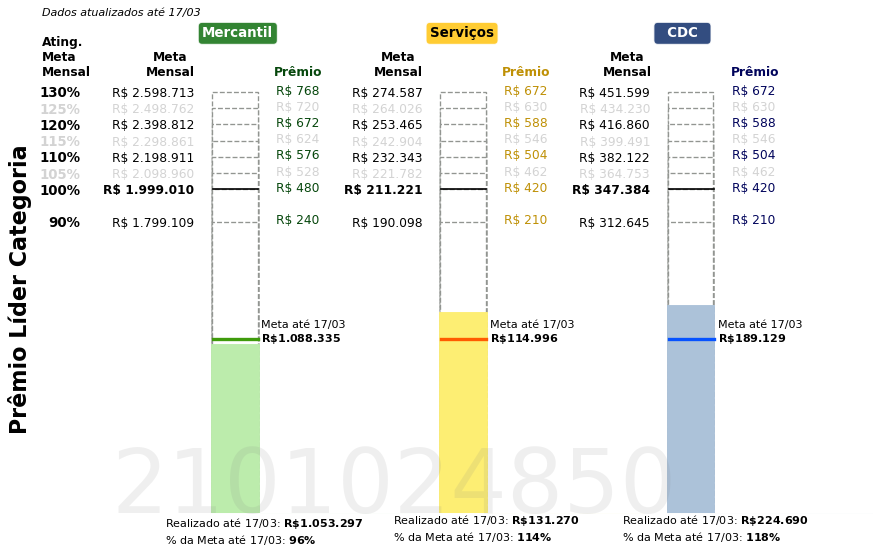 Dados atualizados até 17/03
Mercantil Serviços CDC
Ating. Meta Mensal Meta Mensal Prêmio Meta Mensal Prêmio Meta Mensal Prêmio
130% R$ 2.598.713 R$ 768 R$ 274.587 R$ 672 R$ 451.599 R$ 672
125% R$ 2.498.762 R$ 720 R$ 264.026 R$ 630 R$ 434.230 R$ 630
120% R$ 2.398.812 R$ 672 R$ 253.465 R$ 588 R$ 416.860 R$ 588
115% R$ 2.298.861 R$ 624 R$ 242.904 R$ 546 R$ 399.491 R$ 546
110% R$ 2.198.911 R$ 576 R$ 232.343 R$ 504 R$ 382.122 R$ 504
105% R$ 2.098.960 R$ 528 R$ 221.782 R$ 462 R$ 364.753 R$ 462
100% R$ 1.999.010 R$ 480 R$ 211.221 R$ 420 R$ 347.384 R$ 420
90% R$ 1.799.109 R$ 240 R$ 190.098 R$ 210 R$ 312.645 R$ 210
Prêmio Líder Categoria
Meta até 17/03 Meta até 17/03 Meta até 17/03
R$1.088.335 R$114.996 R$189.129
2101024850
Realizado até 17/03: R$1.053.297 Realizado até 17/03: R$131.270 Realizado até 17/03: R$224.690
% da Meta até 17/03: 96% % da Meta até 17/03: 114% % da Meta até 17/03: 118%